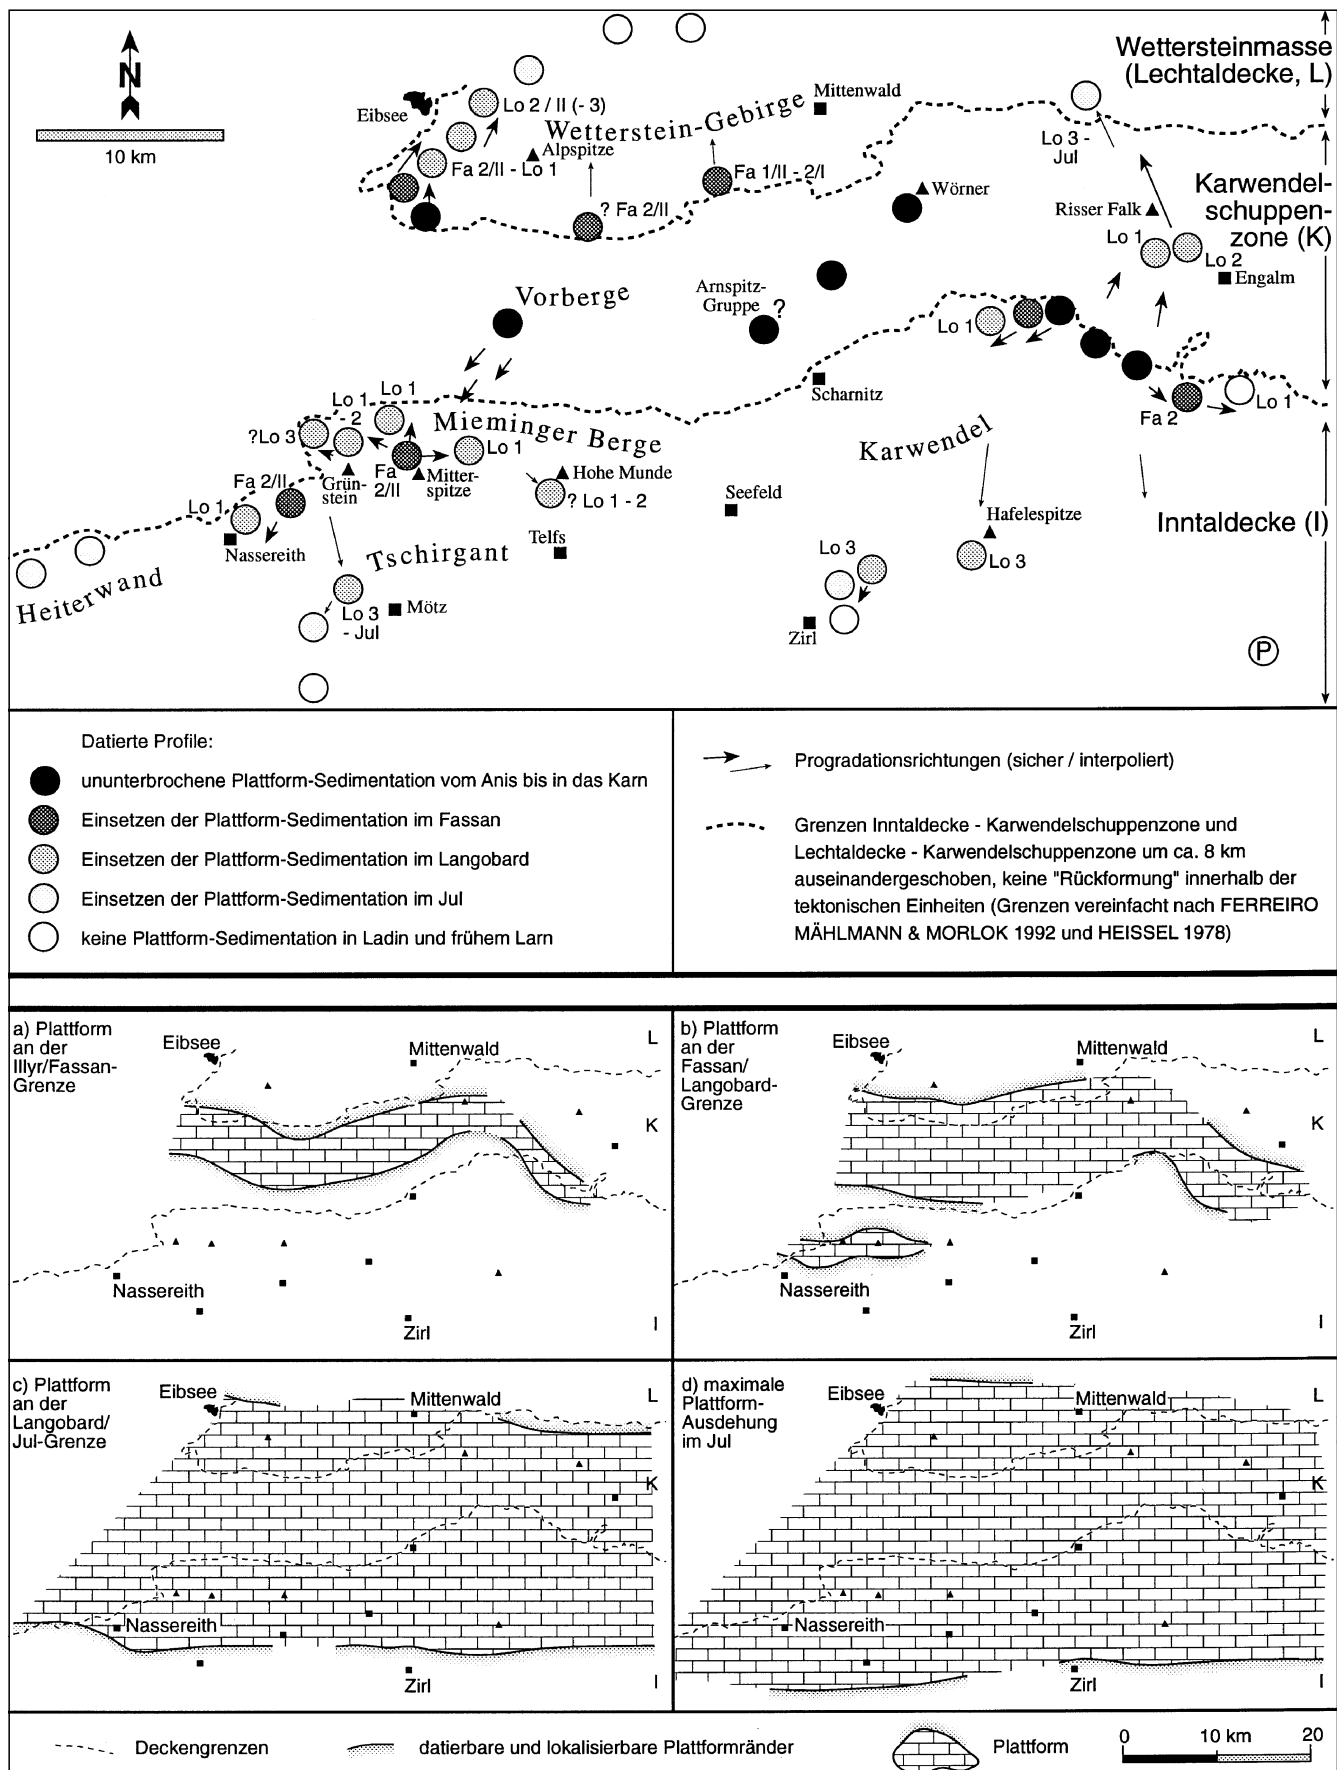 Wettersteinmasse
(Lechtaldecke, L)
N
10 km
Eibsee
Lo 2 / II (- 3)
Wetterstein-Gebirge
Mittenwald
Alpspitze
Fa 2/II - Lo 1
Fa 1/II - 2/I
? Fa 2/II
Wörner
Lo 3 -
Jul
Karwendel-
schuppen-
zone (K)
Risser Falk
Lo 1
Lo 2
Engalm
Vorberge
Arnspitz-
Gruppe ?
Lo 1
Scharnitz
Fa 2
Lo 1
Lo 1
Lo 1
- 2
?Lo 3
Mieminger Berge
Lo 1
Fa
2/II
Mitter-
spitze
Grün-
stein
Fa 2/II
Lo 1
Nassereith
Hohe Munde
? Lo 1 - 2
Karwendel
Seefeld
Telfs
Hafelespitze
Lo 3
Lo 3
Inntaldecke (I)
Tschirgant
Heiterwand
Lo 3
- Jul
Mötz
Zirl
P
Datierte Profile:
ununterbrochene Plattform-Sedimentation vom Anis bis in das Karn
Einsetzen der Plattform-Sedimentation im Fassan
Einsetzen der Plattform-Sedimentation im Langobard
Einsetzen der Plattform-Sedimentation im Jul
keine Plattform-Sedimentation in Ladin und frühem Larn
Progradationsrichtungen (sicher / interpoliert)
Grenzen Inntaldecke - Karwendelschuppenzone und
Lechtaldecke - Karwendelschuppenzone um ca. 8 km
auseinandergeschoben, keine "Rückformung" innerhalb der
tektonischen Einheiten (Grenzen vereinfacht nach FERREIRO
MÄHLMANN & MORLOK 1992 und HEISSEL 1978)
a) Plattform
an der
Illyr/Fassan-
Grenze
Eibsee
Mittenwald
L
K
Nassereith
Zirl
I
b) Plattform
an der
Fassan/
Langobard-
Grenze
Eibsee
Mittenwald
L
K
Nassereith
Zirl
I
c) Plattform
an der
Langobard/
Jul-Grenze
Eibsee
Mittenwald
L
K
Nassereith
Zirl
I
d) maximale
Plattform-
Ausdehung
im Jul
Eibsee
Mittenwald
L
K
Nassereith
Zirl
I
Deckengrenzen
datierbare und lokalisierbare Plattformränder
Plattform
0 10 km 20